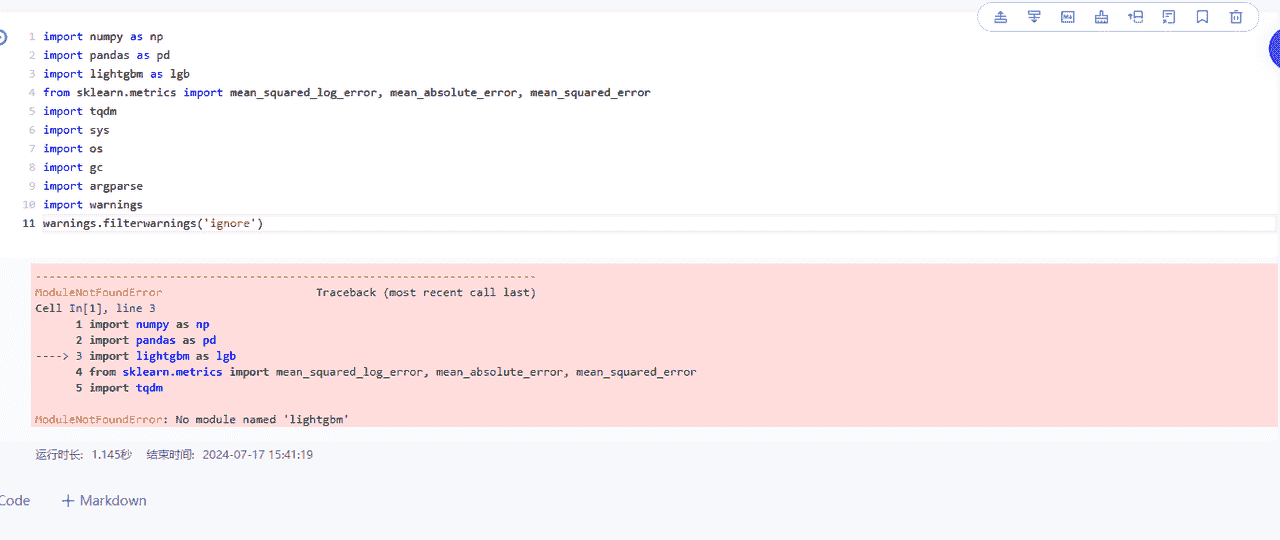 1 import numpy as np
2 import pandas as pd
3 import lightgbm as lgb
4 from sklearn.metrics import mean_squared_log_error, mean_absolute_error, mean_squared_error
5 import tqdm
6 import sys
7 import os
8 import gc
9 import argparse
10 import warnings
11 warnings.filterwarnings('ignore')
---------------------------------------------------------------------------
ModuleNotFoundError                       Traceback (most recent call last)
Cell In[1], line 3
      1 import numpy as np
      2 import pandas as pd
----> 3 import lightgbm as lgb
      4 from sklearn.metrics import mean_squared_log_error, mean_absolute_error, mean_squared_error
      5 import tqdm
ModuleNotFoundError: No module named 'lightgbm'
运行时长: 1.145秒 结束时间: 2024-07-17 15:41:19
Code + Markdown